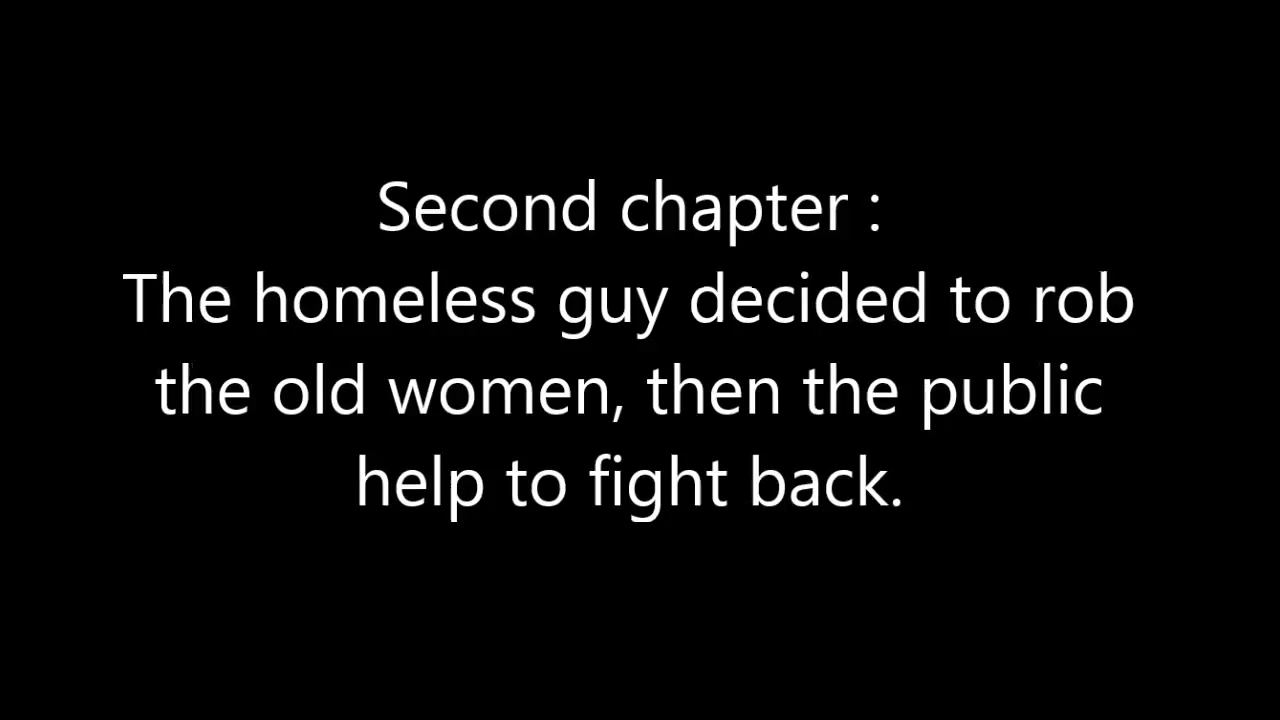 Second chapter :
The homeless guy decided to rob
the old women, then the public
help to fight back.